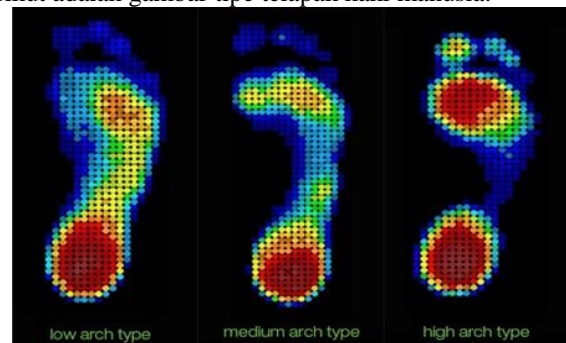 adalah gambar tipe telapak kaki manusia.
low arch type
medium arch type
high arch type